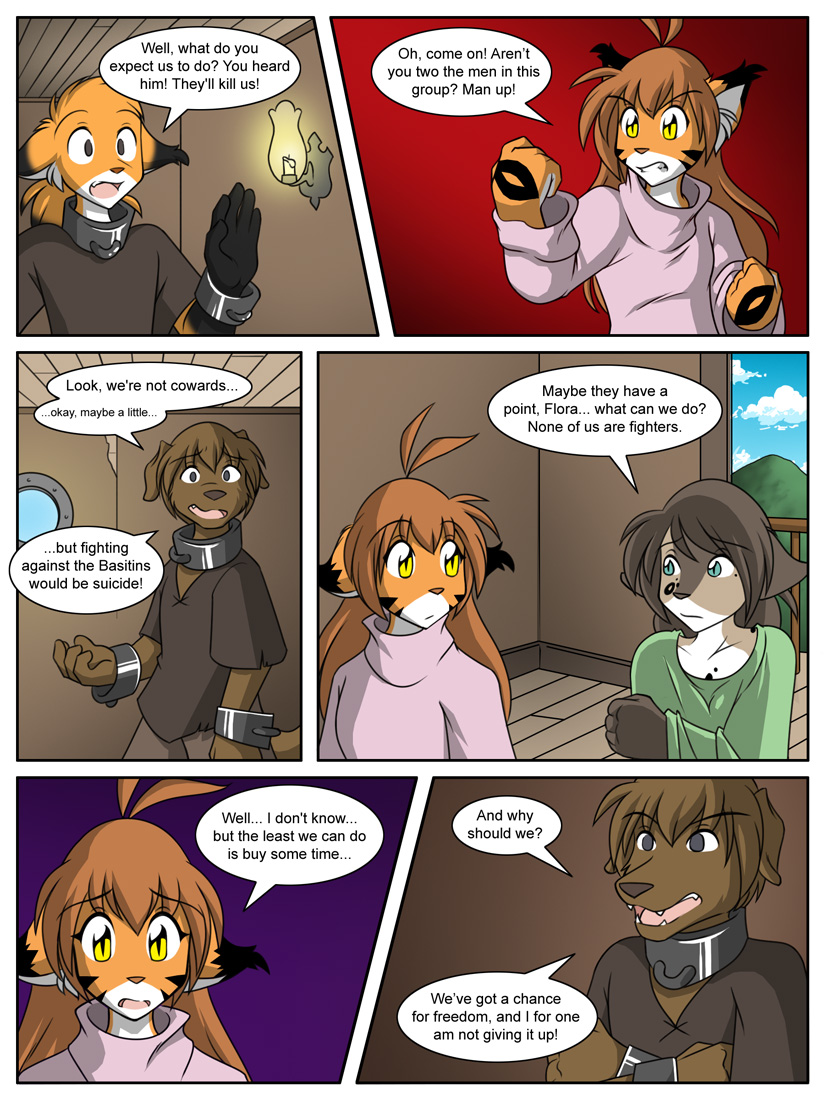 Well, what do you
expect us to do? You heard
him! They'll kill us!
Oh, come on! Aren't
you two the men in this
group? Man up!
Look, we're not cowards...
...okay, maybe a little...
...but fighting
against the Basitins
would be suicide!
Maybe they have a
point, Flora... what can we do?
None of us are fighters.
Well... I don't know...
but the least we can do
is buy some time...
And why
should we?
We've got a chance
for freedom, and I for one
am not giving it up!